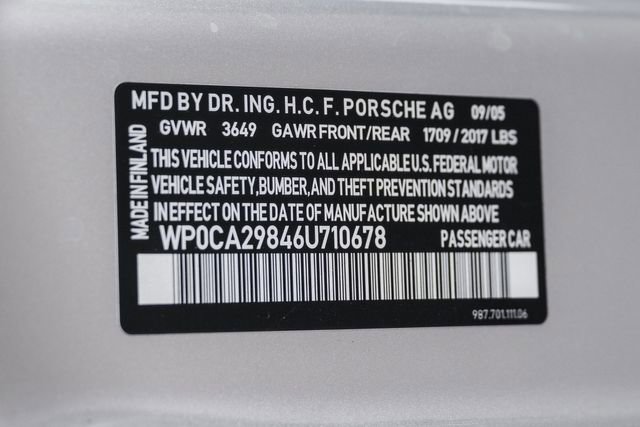 MFD BY DR. ING. H.C. F. PORSCHE AG 09/05
GVWR 3649 GAWR FRONT/REAR 1709 / 2017 LBS
THIS VEHICLE CONFORMS TO ALL APPLICABLE U.S. FEDERAL MOTOR
VEHICLE SAFETY, BUMBER, AND THEFT PREVENTION STANDARDS
IN EFFECT ON THE DATE OF MANUFACTURE SHOWN ABOVE
WP0CA29846U710678 PASSENGER CAR
MADE IN FINLAND
987.701.111.06